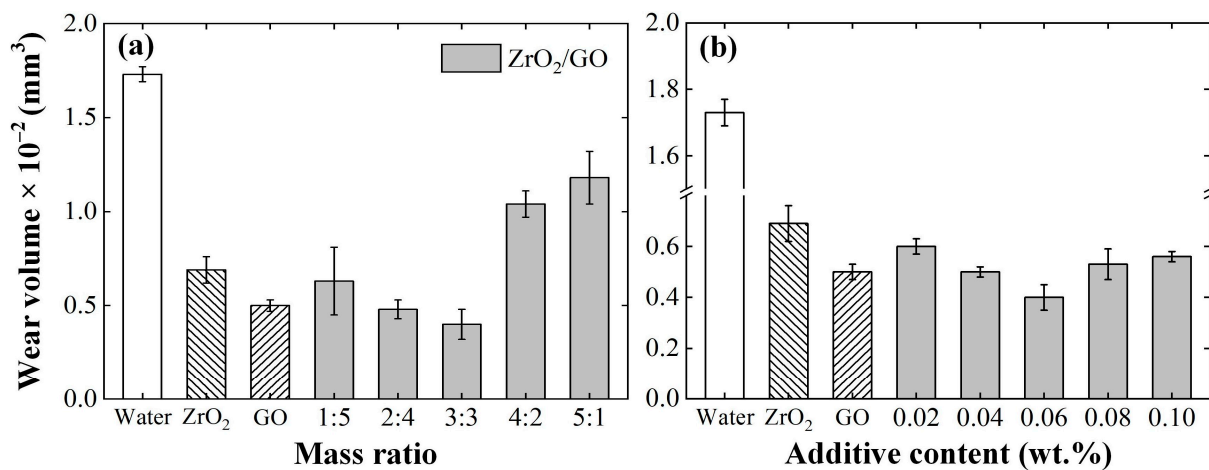 (a)
ZrO₂/GO
Wear volume × 10⁻² (mm³)
2.0
1.5
1.0
0.5
0.0
Water ZrO₂ GO 1:5 2:4 3:3 4:2 5:1
Mass ratio
(b)
2.0
1.8
1.6
0.6
0.4
0.2
0.0
Water ZrO₂ GO 0.02 0.04 0.06 0.08 0.10
Additive content (wt.%)